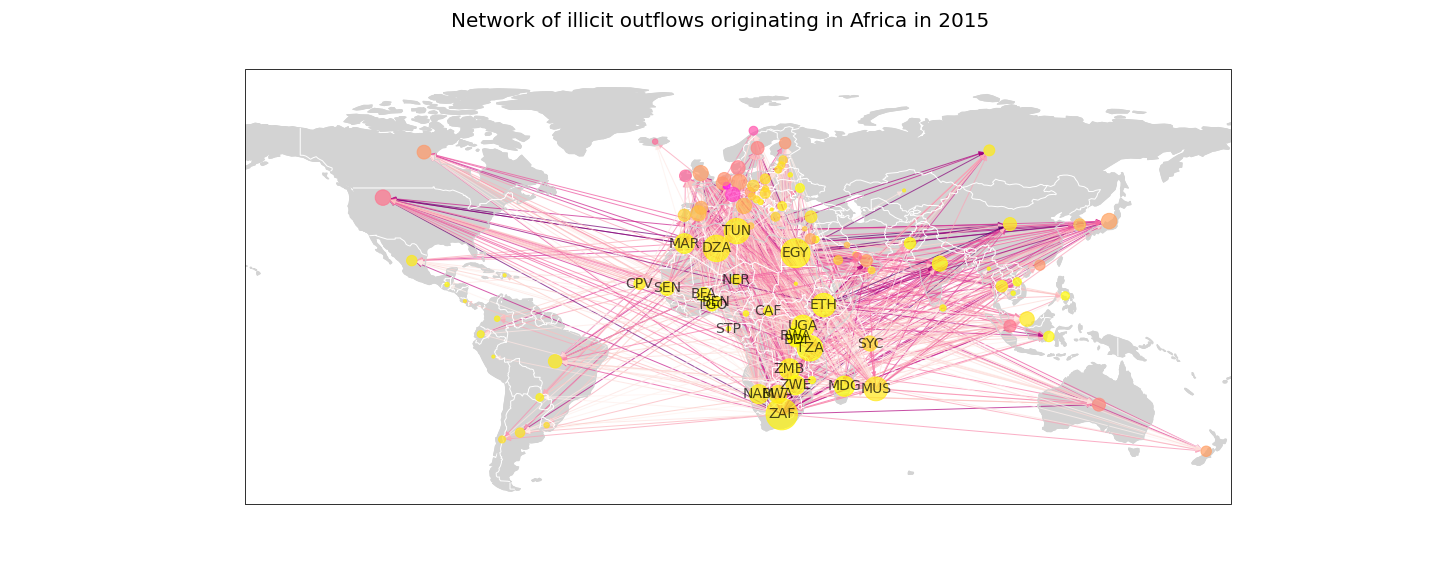 Network of illicit outflows originating in Africa in 2015
TUN
MAR
DZA
EGY
NER
CPV
SEN
BFA
BEN
TGO
ETH
CAF
STP
UGA
RWA
BDI
TZA
SYC
ZMB
ZWE
MDG
MUS
NAM
BWA
ZAF